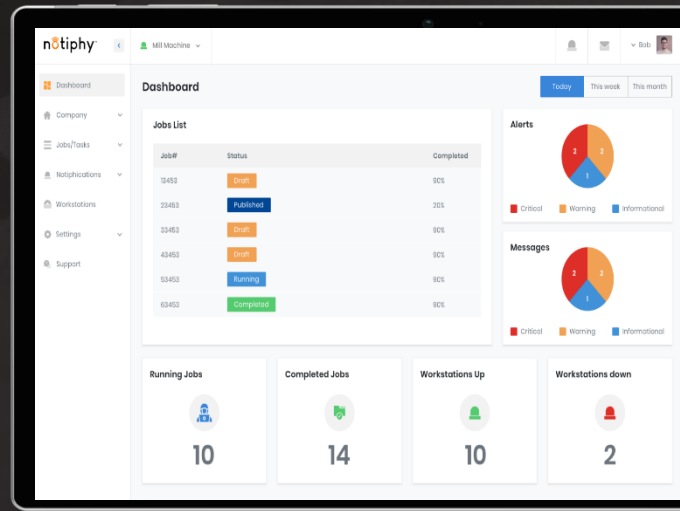 nötiphy
Mill Machine
Bob
Dashboard
Company
Jobs/Tasks
Notiphications
Workstations
Settings
Support
Dashboard
Today This week This month
Jobs List
Job# Status Completed
13453 Draft 90%
23453 Published 20%
33453 Draft 90%
43453 Draft 90%
53453 Running 90%
63453 Completed 90%
Alerts
2 2
1
Critical Warning Informational
Messages
2 2
1
Critical Warning Informational
Running Jobs
10
Completed Jobs
14
Workstations Up
10
Workstations down
2